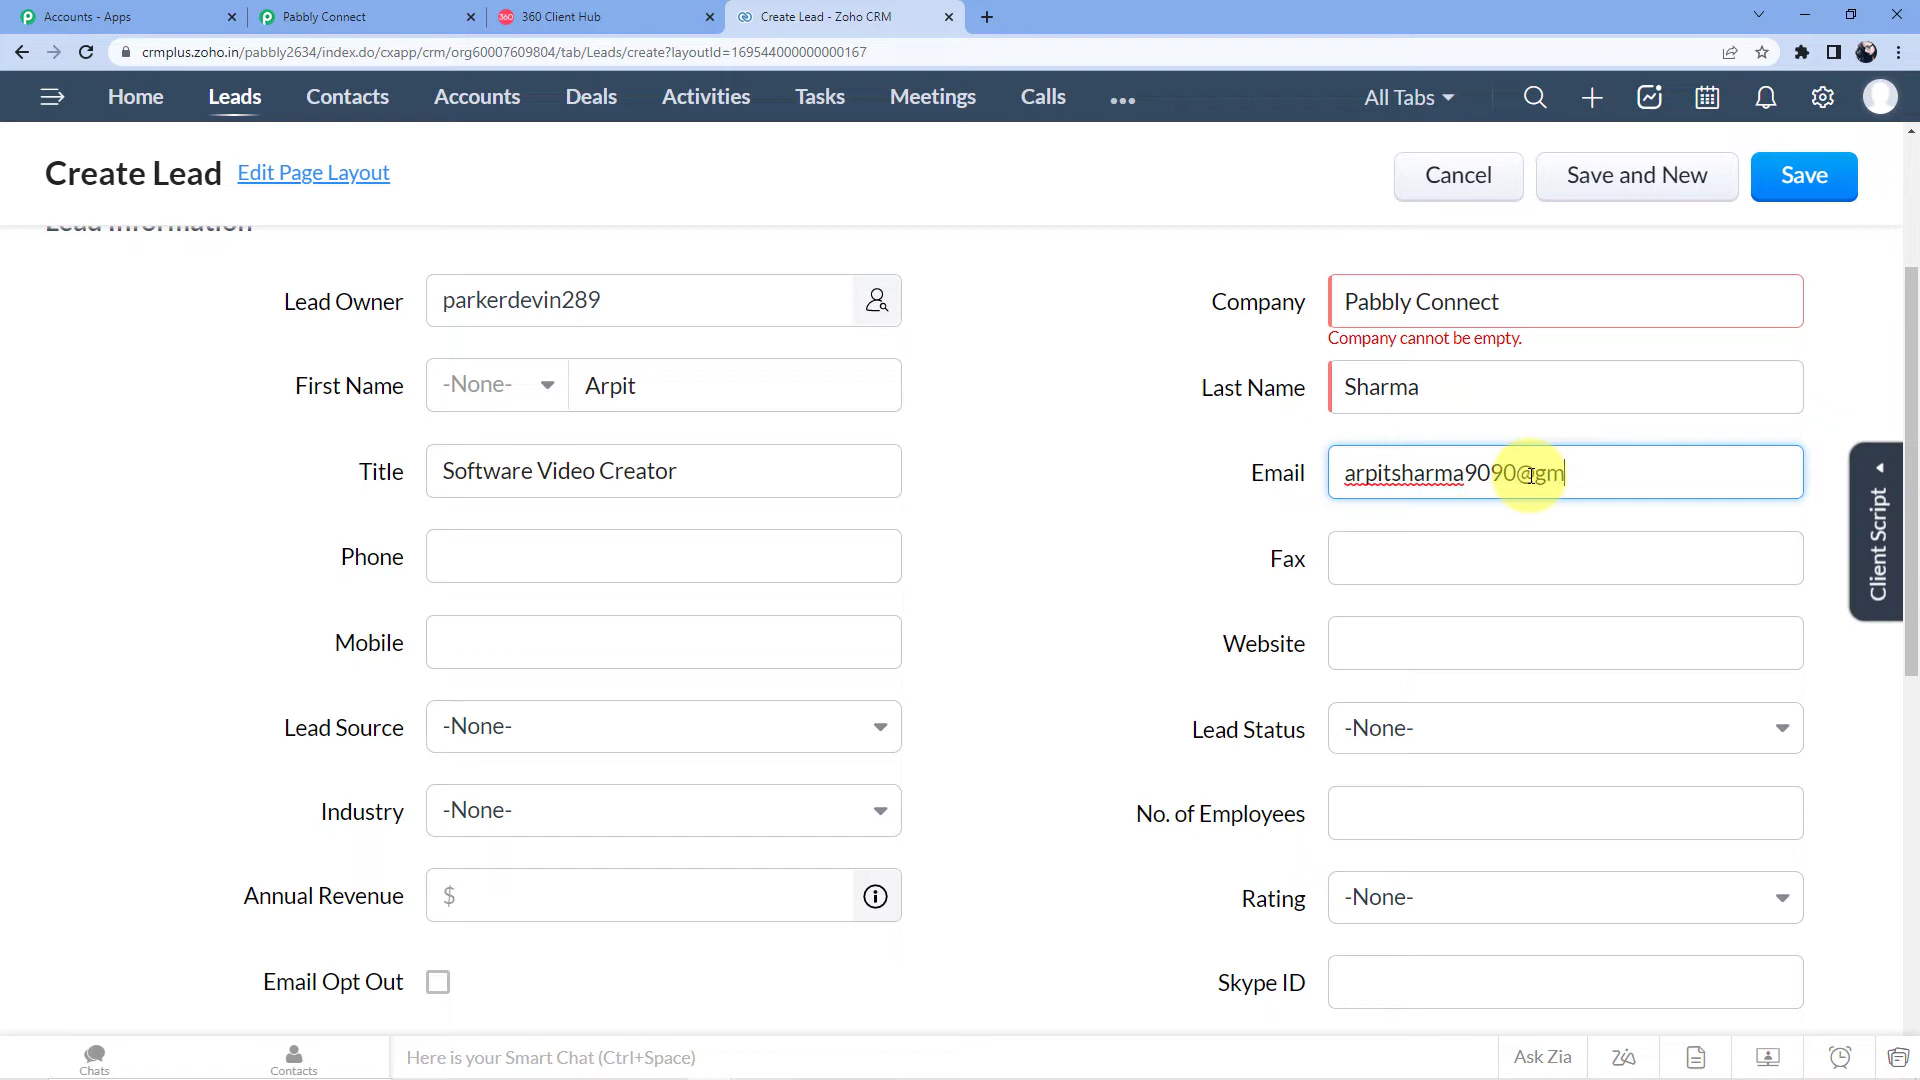 Accounts - Apps
Pabbly Connect
360 Client Hub
Create Lead - Zoho CRM
crmplus.zoho.in/pabbly2634/index.do/cxapp/crm/org60007609804/tab/Leads/create?layoutId=169544000000000167
Home Leads Contacts Accounts Deals Activities Tasks Meetings Calls ••• All Tabs
Create Lead Edit Page Layout Cancel Save and New Save
Lead Information
Lead Owner parkerdevin289 Company Pabbly Connect
Company cannot be empty.
First Name -None- Arpit Last Name Sharma
Title Software Video Creator Email arpitsharma9090@gm
Phone Fax
Mobile Website
Lead Source -None- Lead Status -None-
Industry -None- No. of Employees
Annual Revenue $ Rating -None-
Email Opt Out Skype ID
Client Script
Chats Contacts Here is your Smart Chat (Ctrl+Space) Ask Zia